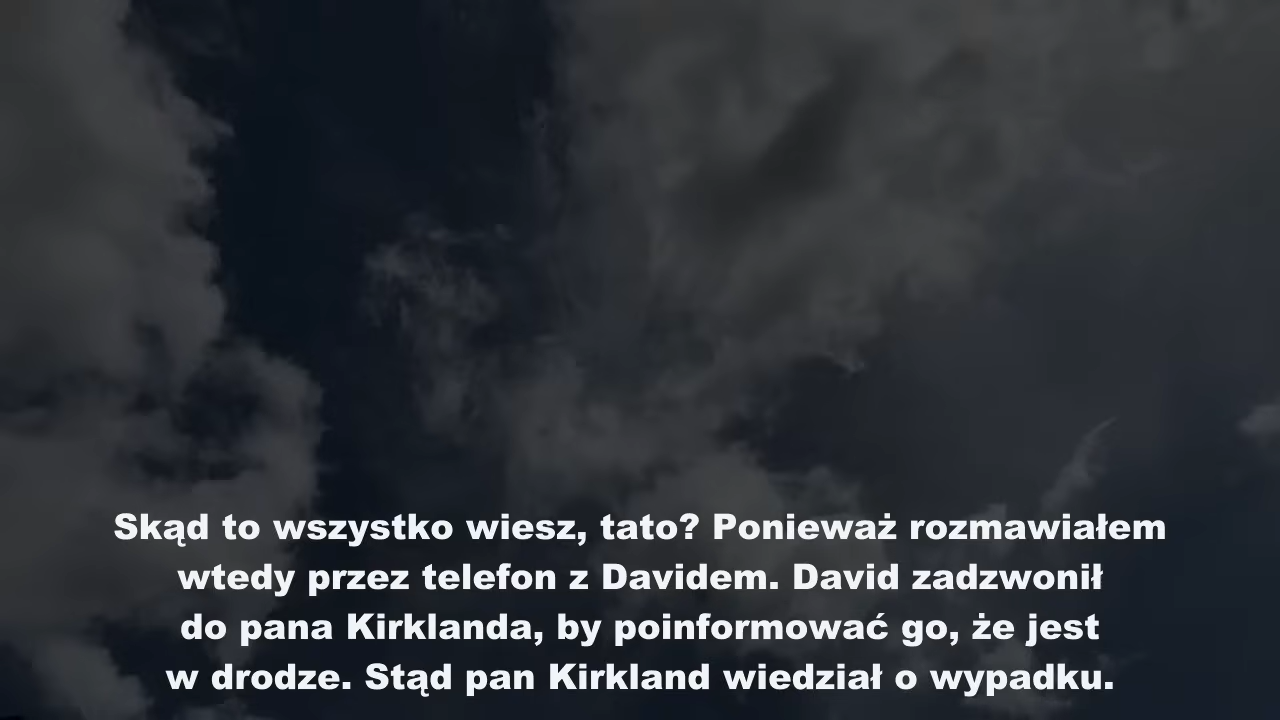 Skąd to wszystko wiesz, tato? Ponieważ rozmawiałem
wtedy przez telefon z Davidem. David zadzwonił
do pana Kirklanda, by poinformować go, że jest
w drodze. Stąd pan Kirkland wiedział o wypadku.